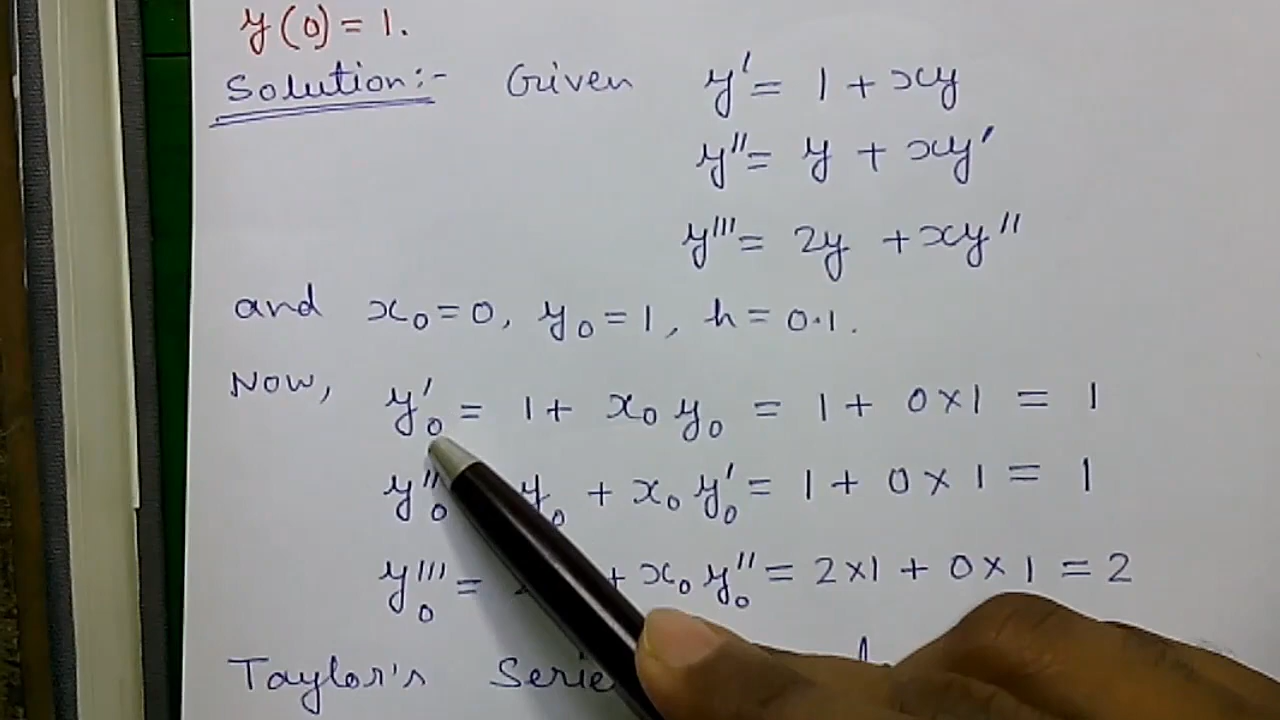 y(0) = 1.
Solution:- Given y' = 1 + xy
y'' = y + xy'
y''' = 2y + xy''
and x₀ = 0, y₀ = 1, h = 0.1.
Now, y'₀ = 1 + x₀ y₀ = 1 + 0×1 = 1
y''₀ y₀ + x₀ y'₀ = 1 + 0×1 = 1
y'''₀ = + x₀ y''₀ = 2×1 + 0×1 = 2
Taylor's